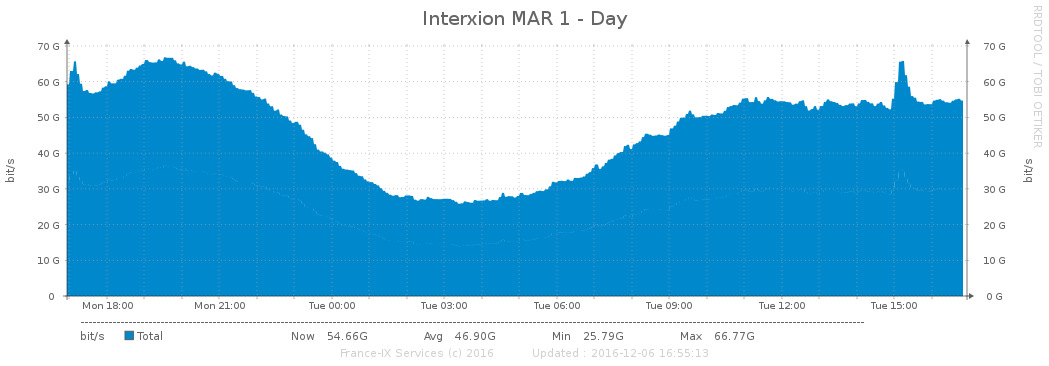 Interxion MAR 1 - Day
RRDTOOL / TOBI OETIKER
70 G 70 G
60 G 60 G
50 G 50 G
40 G 40 G
30 G 30 G
20 G 20 G
10 G 10 G
0 0 G
bit/s
bit/s
Mon 18:00 Mon 21:00 Tue 00:00 Tue 03:00 Tue 06:00 Tue 09:00 Tue 12:00 Tue 15:00
bit/s Total Now 54.66G Avg 46.90G Min 25.79G Max 66.77G
France-IX Services (c) 2016 Updated : 2016-12-06 16:55:13